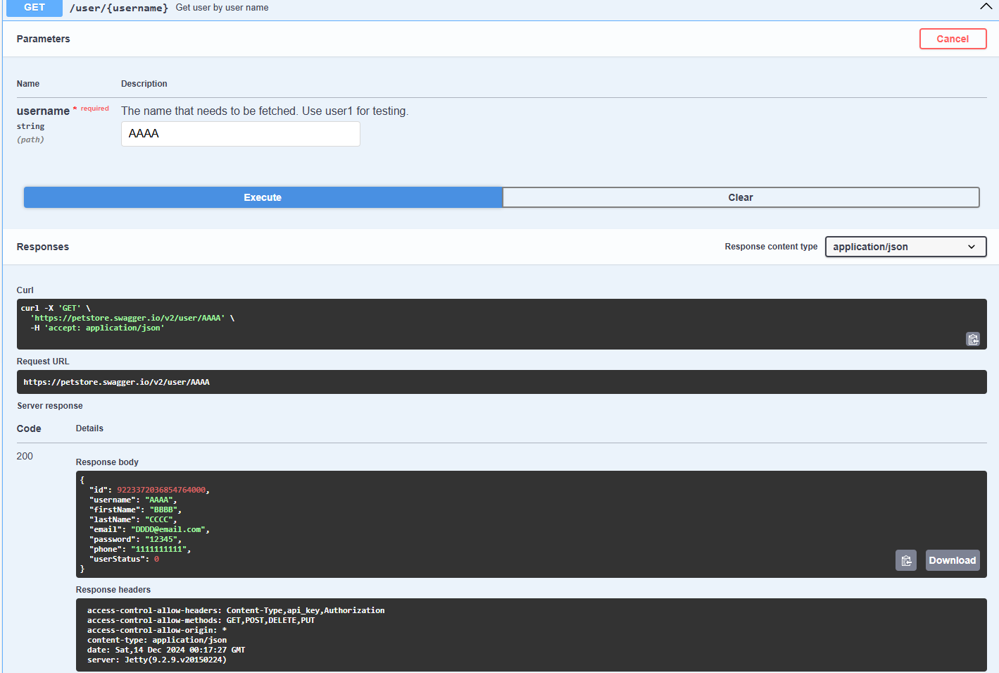 GET /user/{username} Get user by user name
Parameters
Cancel
Name Description
username * required The name that needs to be fetched. Use user1 for testing.
string
(path)
AAAA
Execute Clear
Responses Response content type application/json
Curl
curl -X 'GET' \
'https://petstore.swagger.io/v2/user/AAAA' \
-H 'accept: application/json'
Request URL
https://petstore.swagger.io/v2/user/AAAA
Server response
Code Details
200
Response body
{
"id": 9223372036854764000,
"username": "AAAA",
"firstName": "BBBB",
"lastName": "CCCC",
"email": "DDDD@email.com",
"password": "12345",
"phone": "1111111111",
"userStatus": 0
}
Download
Response headers
access-control-allow-headers: Content-Type,api_key,Authorization
access-control-allow-methods: GET,POST,DELETE,PUT
access-control-allow-origin: *
content-type: application/json
date: Sat,14 Dec 2024 00:17:27 GMT
server: Jetty(9.2.9.v20150224)